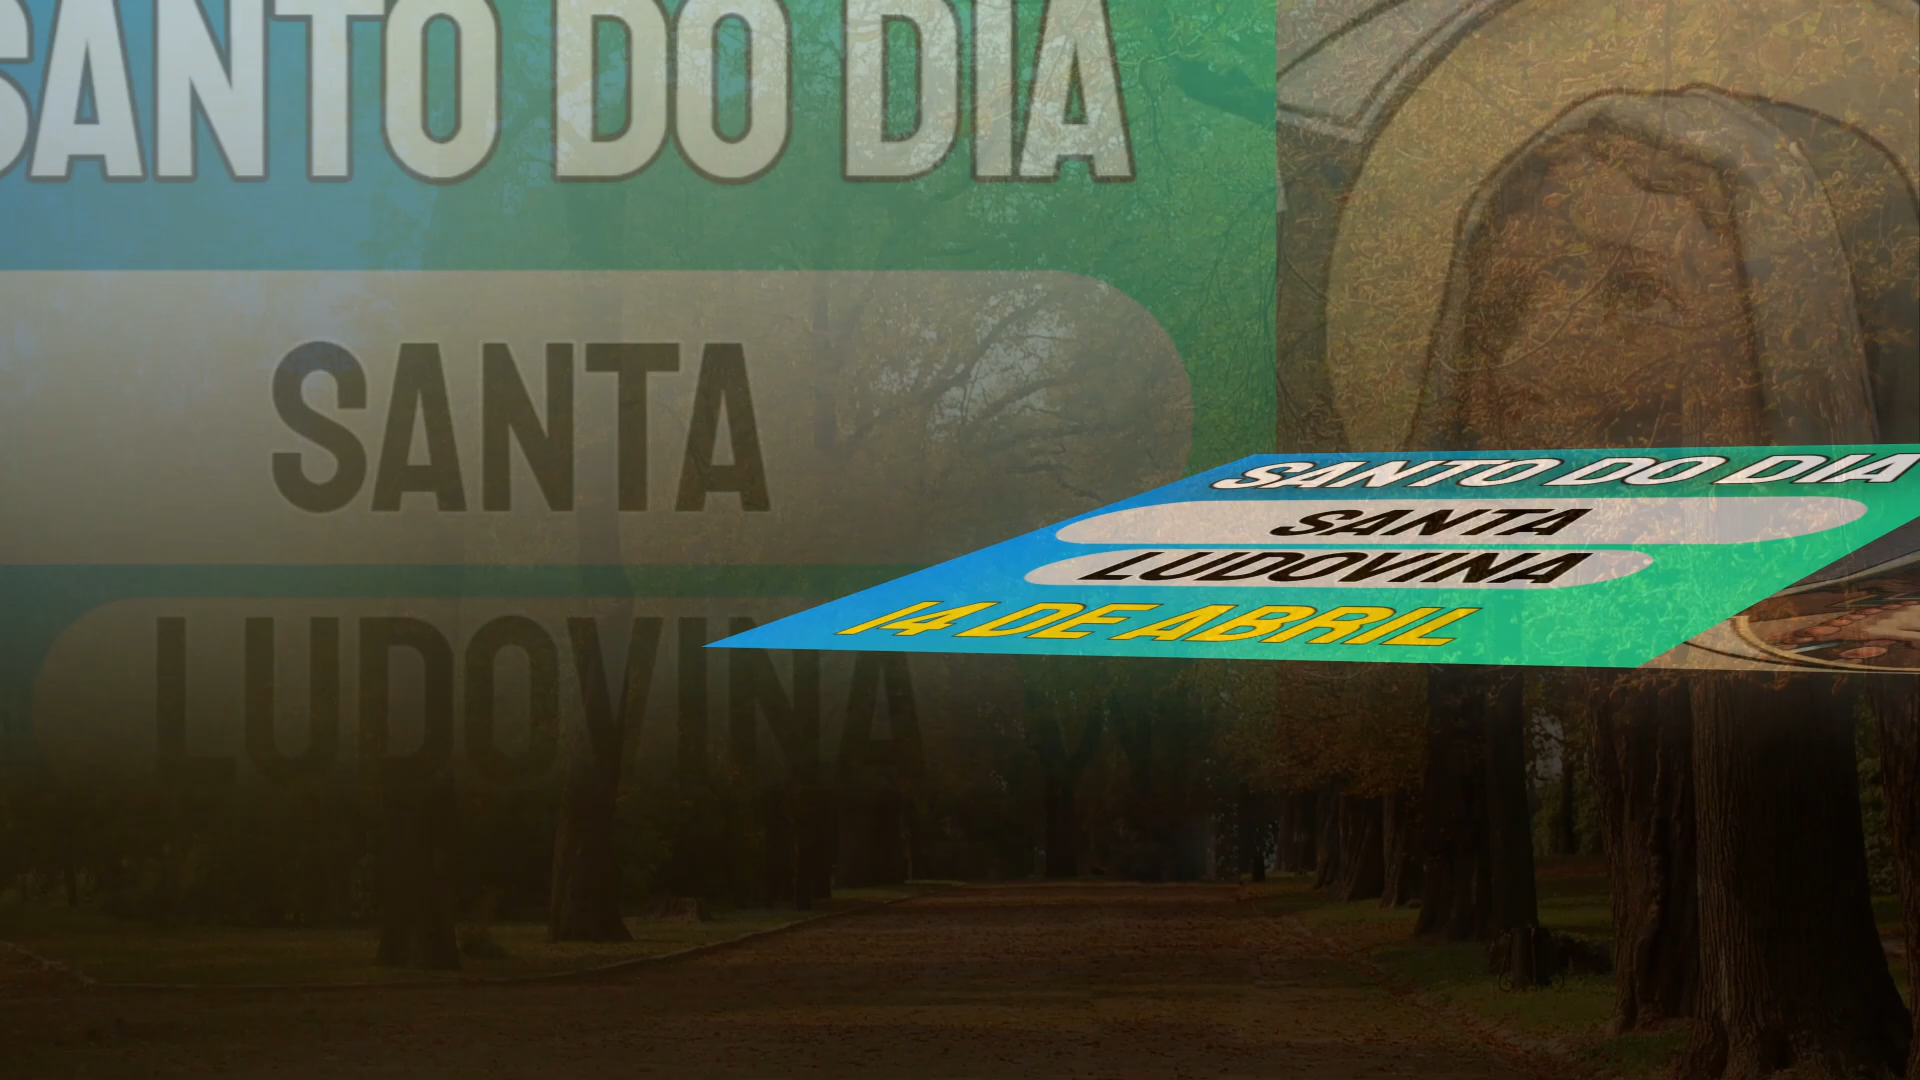 SANTO DO DIA
SANTA
LUDOVINA
SANTO DO DIA
SANTA
LUDOVINA
14 DE ABRIL